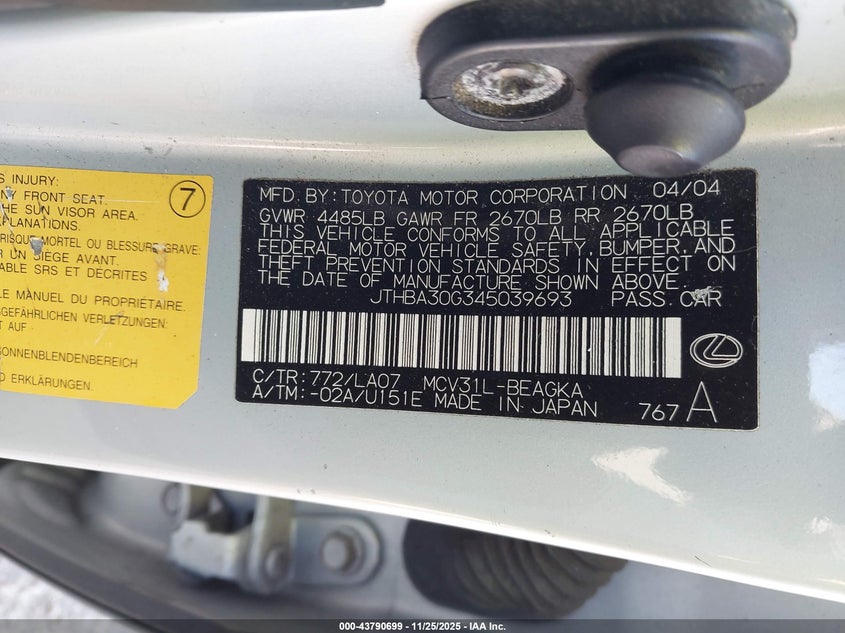 S INJURY:
NY FRONT SEAT.
THE SUN VISOR AREA.
XPLANATIONS.
7
RISQUE MORTEL OU BLESSURE GRAVE:
UN SIÈGE AVANT.
ABLE SRS ET DÉCRITES
LE MANUEL DU PROPRIÉTAIRE.
GEFÄHRLICHEN VERLETZUNGEN:
T AUF.
SONNENBLENDENBEREICH
MFD. BY: TOYOTA MOTOR CORPORATION 04/04
GVWR 4485LB GAWR FR 2670LB RR 2670LB
THIS VEHICLE CONFORMS TO ALL APPLICABLE
FEDERAL MOTOR VEHICLE SAFETY, BUMPER, AND
THEFT PREVENTION STANDARDS IN EFFECT ON
THE DATE OF MANUFACTURE SHOWN ABOVE.
JTHBA30G345039693 PASS. CAR
C/TR: 772/LA07 MCV31L-BEAGKA
A/TM: -02A/U151E MADE IN JAPAN 767 A
000-43790699 - 11/25/2025 - IAA Inc.